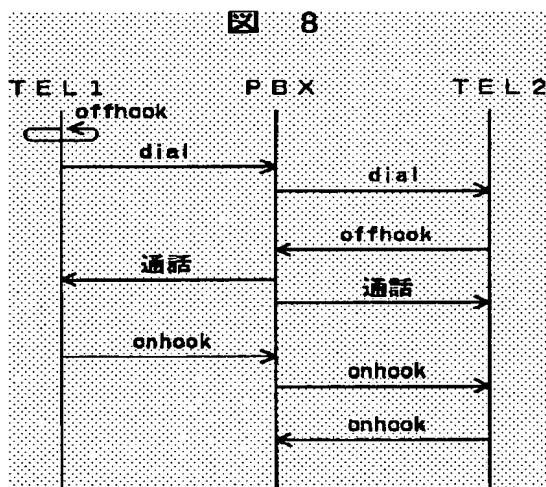 図 8
TEL1 PBX TEL2
offhook
dial
dial
offhook
通話
通話
onhook
onhook
onhook